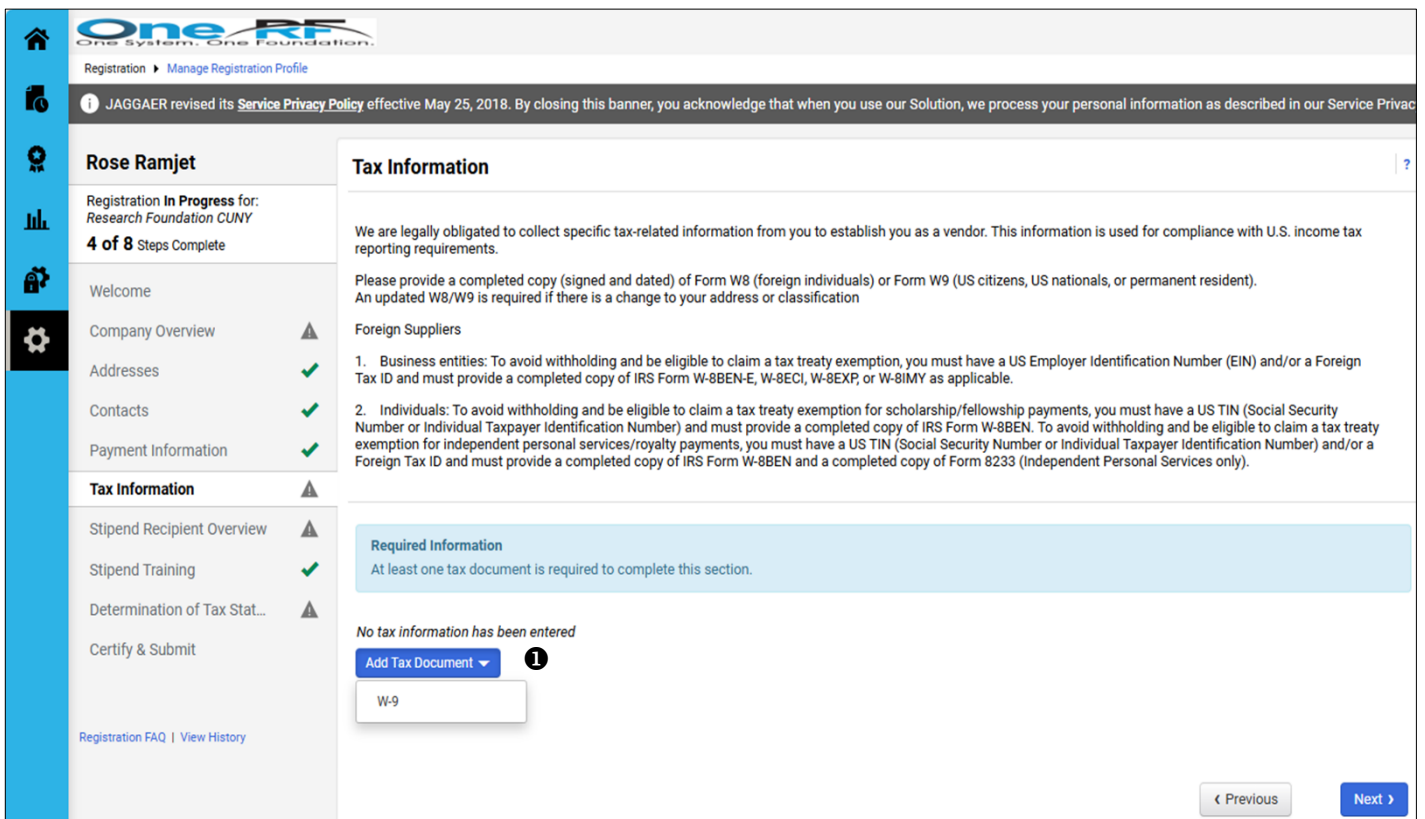 One RF
One System. One Foundation.
Registration ▸ Manage Registration Profile
JAGGAER revised its Service Privacy Policy effective May 25, 2018. By closing this banner, you acknowledge that when you use our Solution, we process your personal information as described in our Service Privac
Rose Ramjet
Registration In Progress for:
Research Foundation CUNY
4 of 8 Steps Complete
Welcome
Company Overview
Addresses
Contacts
Payment Information
Tax Information
Stipend Recipient Overview
Stipend Training
Determination of Tax Stat...
Certify & Submit
Registration FAQ | View History
Tax Information
?
We are legally obligated to collect specific tax-related information from you to establish you as a vendor. This information is used for compliance with U.S. income tax
reporting requirements.
Please provide a completed copy (signed and dated) of Form W8 (foreign individuals) or Form W9 (US citizens, US nationals, or permanent resident).
An updated W8/W9 is required if there is a change to your address or classification
Foreign Suppliers
1. Business entities: To avoid withholding and be eligible to claim a tax treaty exemption, you must have a US Employer Identification Number (EIN) and/or a Foreign
Tax ID and must provide a completed copy of IRS Form W-8BEN-E, W-8ECI, W-8EXP, or W-8IMY as applicable.
2. Individuals: To avoid withholding and be eligible to claim a tax treaty exemption for scholarship/fellowship payments, you must have a US TIN (Social Security
Number or Individual Taxpayer Identification Number) and must provide a completed copy of IRS Form W-8BEN. To avoid withholding and be eligible to claim a tax treaty
exemption for independent personal services/royalty payments, you must have a US TIN (Social Security Number or Individual Taxpayer Identification Number) and/or a
Foreign Tax ID and must provide a completed copy of IRS Form W-8BEN and a completed copy of Form 8233 (Independent Personal Services only).
Required Information
At least one tax document is required to complete this section.
No tax information has been entered
Add Tax Document ❶
W-9
‹ Previous
Next ›